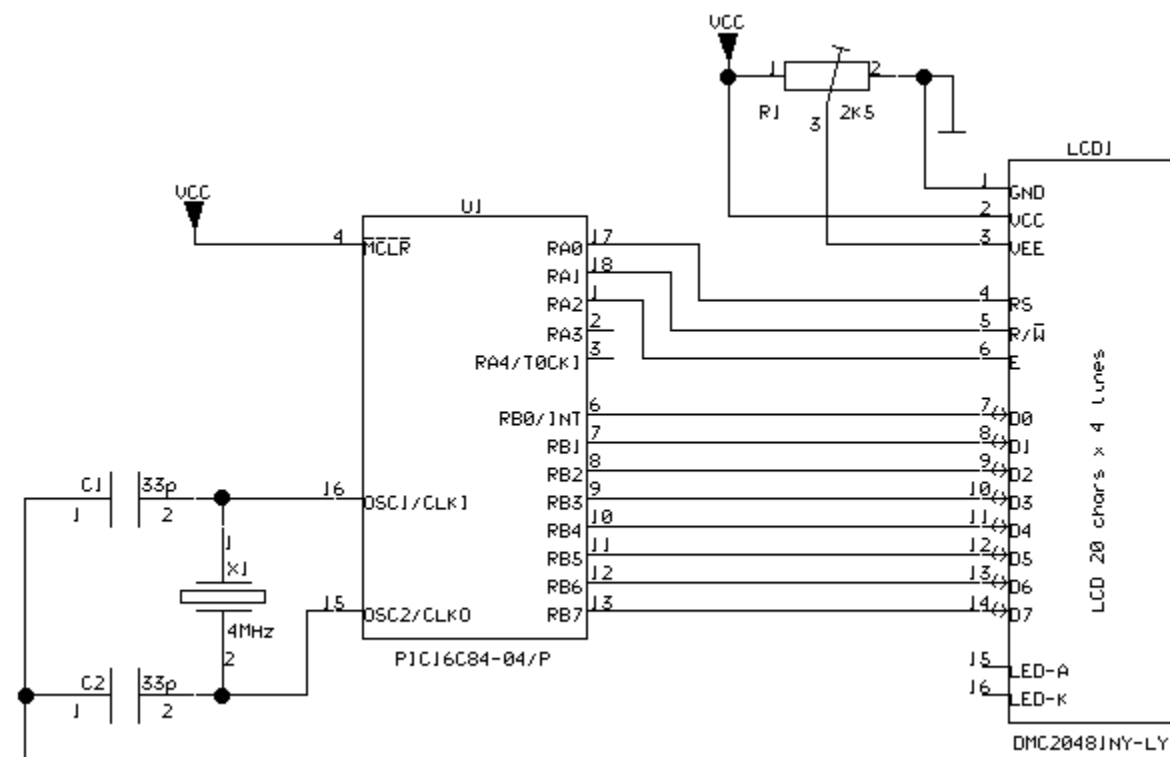 VCC
1 2
R1 2K5
3
LCD1
VCC
U1
1 GND
2 VCC
4 MCLR RA0 17 3 VEE
RA1 18
RA2 1 4 RS
RA3 2 5 R/W
RA4/T0CKI 3 6 E
RB0/INT 6 7 D0
RB1 7 8 D1
RB2 8 9 D2
C1 33p 16 OSC1/CLKI RB3 9 10 D3
1 2
RB4 10 11 D4
1
X1 RB5 11 12 D5
RB6 12 13 D6
15 OSC2/CLKO RB7 13 14 D7
4MHz
LCD 20 chars x 4 lines
2 PIC16C84-04/P
15 LED-A
C2 33p 16 LED-K
1 2
DMC20481NY-LY